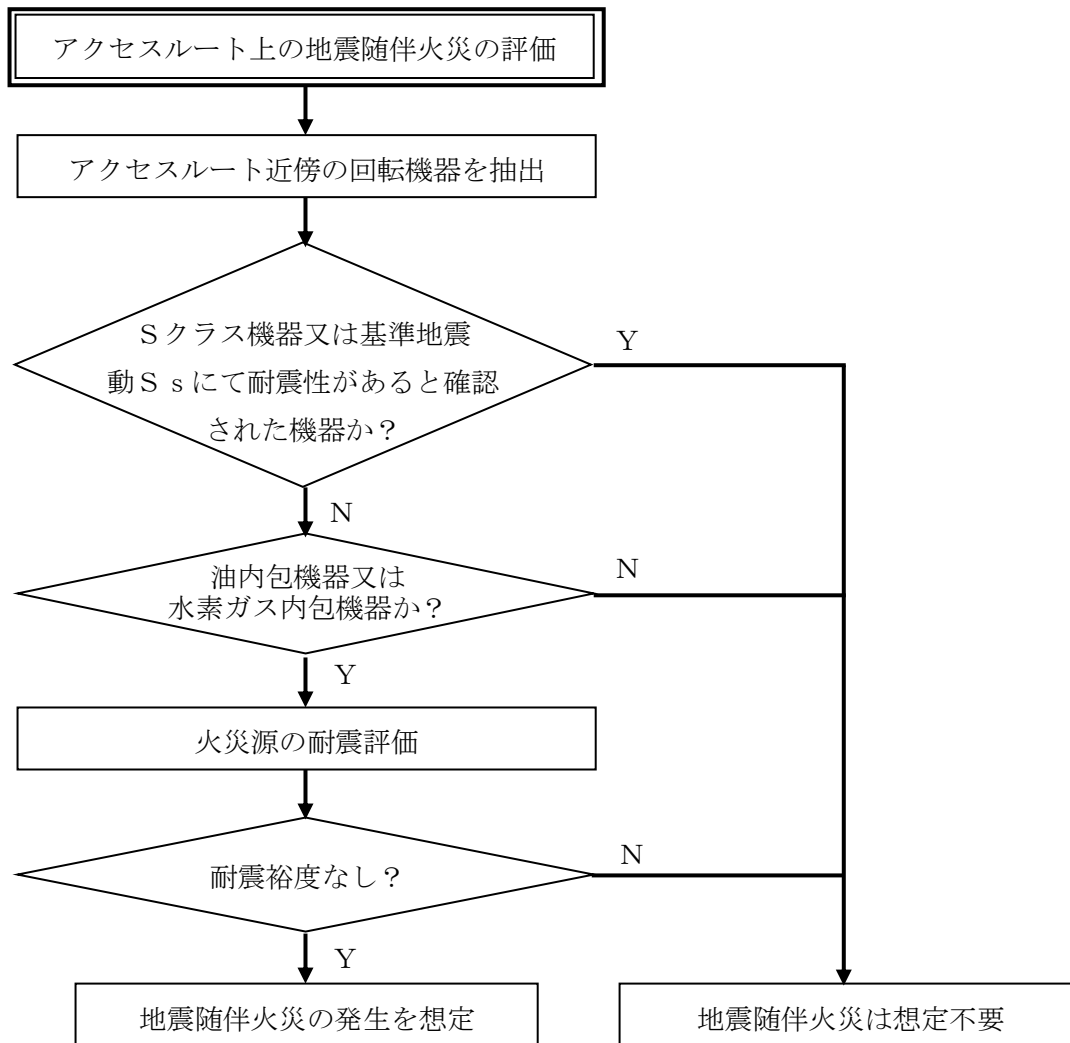 アクセスルート上の地震随伴火災の評価
アクセスルート近傍の回転機器を抽出
Ｓクラス機器又は基準地震
動Ｓｓにて耐震性があると確認
された機器か？
Ｙ
Ｎ
油内包機器又は
水素ガス内包機器か？
Ｎ
Ｙ
火災源の耐震評価
耐震裕度なし？
Ｎ
Ｙ
地震随伴火災の発生を想定
地震随伴火災は想定不要